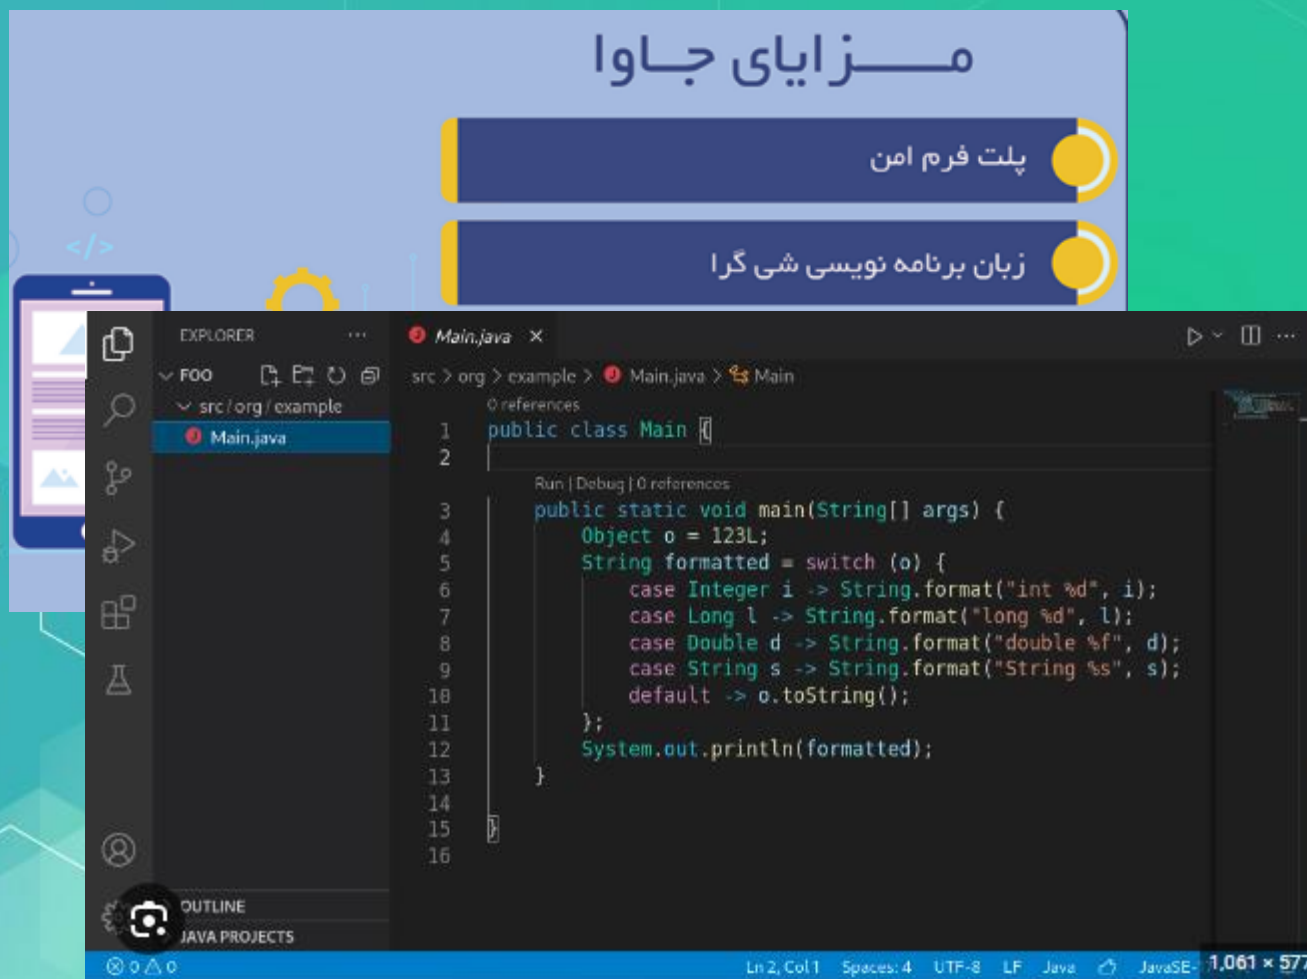 مزایای جاوا
پلت فرم امن
زبان برنامه نویسی شی گرا
</>
EXPLORER ...
FOO
src/org/example
Main.java
Main.java ×
src > org > example > Main.java > Main
0 references
1 public class Main {
2
Run | Debug | 0 references
3 public static void main(String[] args) {
4 Object o = 123L;
5 String formatted = switch (o) {
6 case Integer i -> String.format("int %d", i);
7 case Long l -> String.format("long %d", l);
8 case Double d -> String.format("double %f", d);
9 case String s -> String.format("String %s", s);
10 default -> o.toString();
11 };
12 System.out.println(formatted);
13 }
14
15 }
16
OUTLINE
JAVA PROJECTS
0 0
Ln 2, Col 1 Spaces: 4 UTF-8 LF Java JavaSE-
1,061 × 577